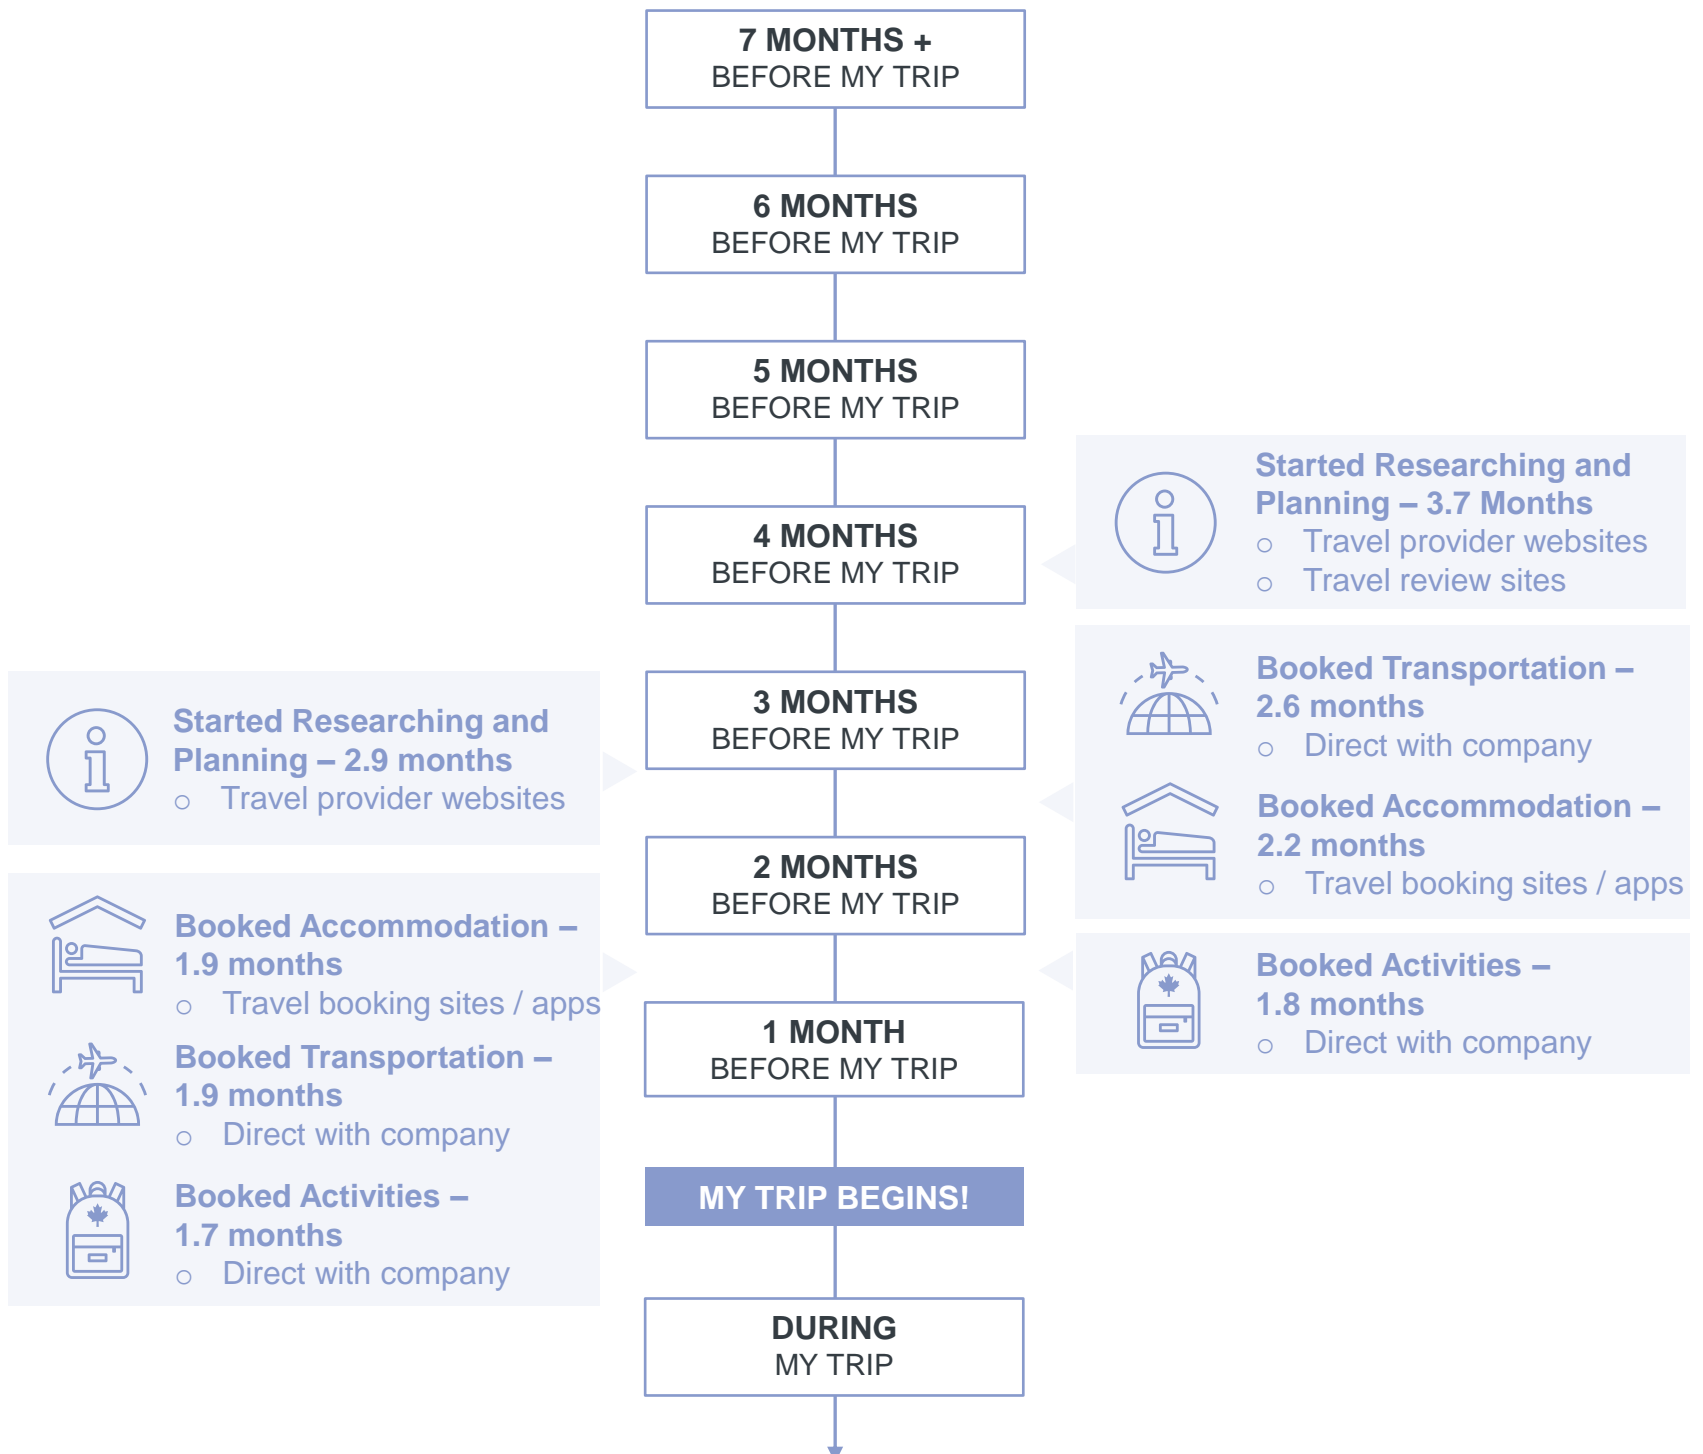 7 MONTHS +
BEFORE MY TRIP
6 MONTHS
BEFORE MY TRIP
5 MONTHS
BEFORE MY TRIP
4 MONTHS
BEFORE MY TRIP
3 MONTHS
BEFORE MY TRIP
2 MONTHS
BEFORE MY TRIP
1 MONTH
BEFORE MY TRIP
MY TRIP BEGINS!
DURING
MY TRIP
Started Researching and
Planning – 2.9 months
○ Travel provider websites
Booked Accommodation –
1.9 months
○ Travel booking sites / apps
Booked Transportation –
1.9 months
○ Direct with company
Booked Activities –
1.7 months
○ Direct with company
Started Researching and
Planning – 3.7 Months
○ Travel provider websites
○ Travel review sites
Booked Transportation –
2.6 months
○ Direct with company
Booked Accommodation –
2.2 months
○ Travel booking sites / apps
Booked Activities –
1.8 months
○ Direct with company